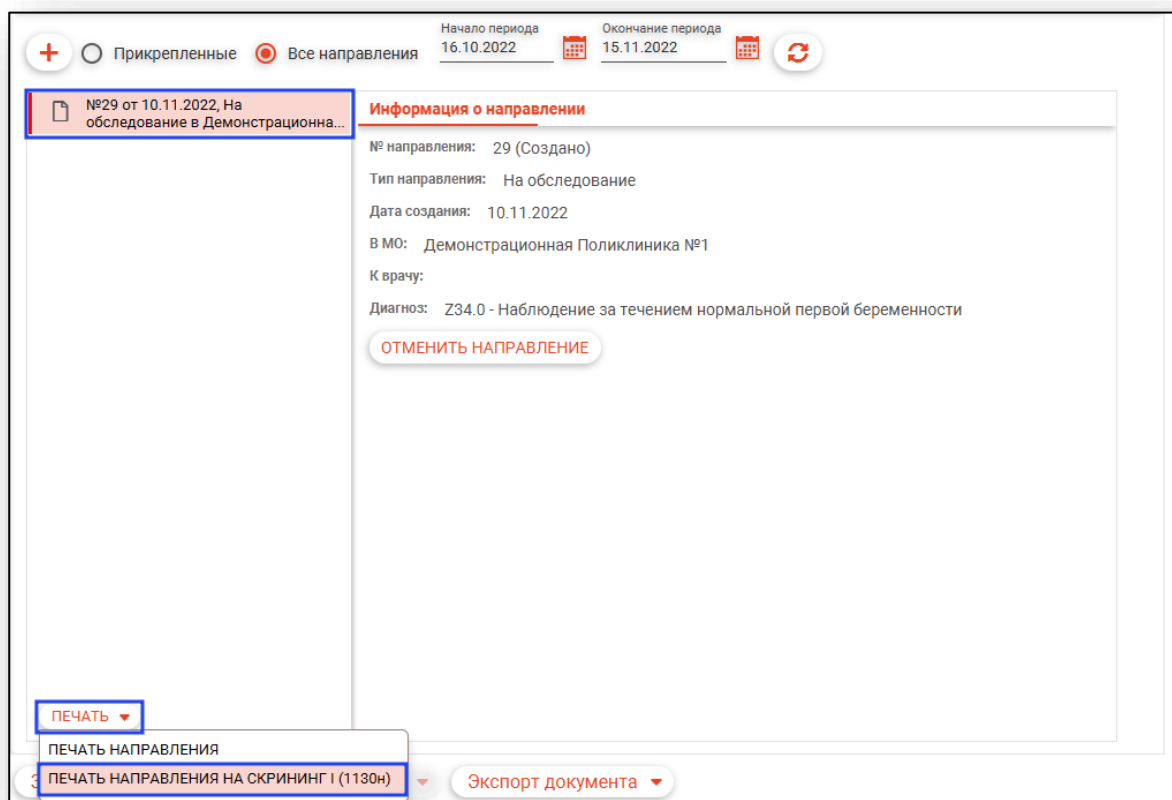 Начало периода
Окончание периода
+ Прикрепленные Все направления 16.10.2022 15.11.2022
№29 от 10.11.2022, На
обследование в Демонстрационна...
Информация о направлении
№ направления: 29 (Создано)
Тип направления: На обследование
Дата создания: 10.11.2022
В МО: Демонстрационная Поликлиника №1
К врачу:
Диагноз: Z34.0 - Наблюдение за течением нормальной первой беременности
ОТМЕНИТЬ НАПРАВЛЕНИЕ
ПЕЧАТЬ
ПЕЧАТЬ НАПРАВЛЕНИЯ
ПЕЧАТЬ НАПРАВЛЕНИЯ НА СКРИНИНГ I (1130н)
Экспорт документа